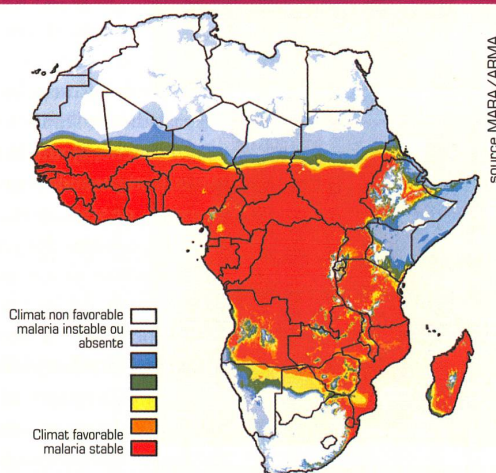 source MARA /ARMA
Climat non favorable
malaria instable ou
absente
Climat favorable
malaria stable